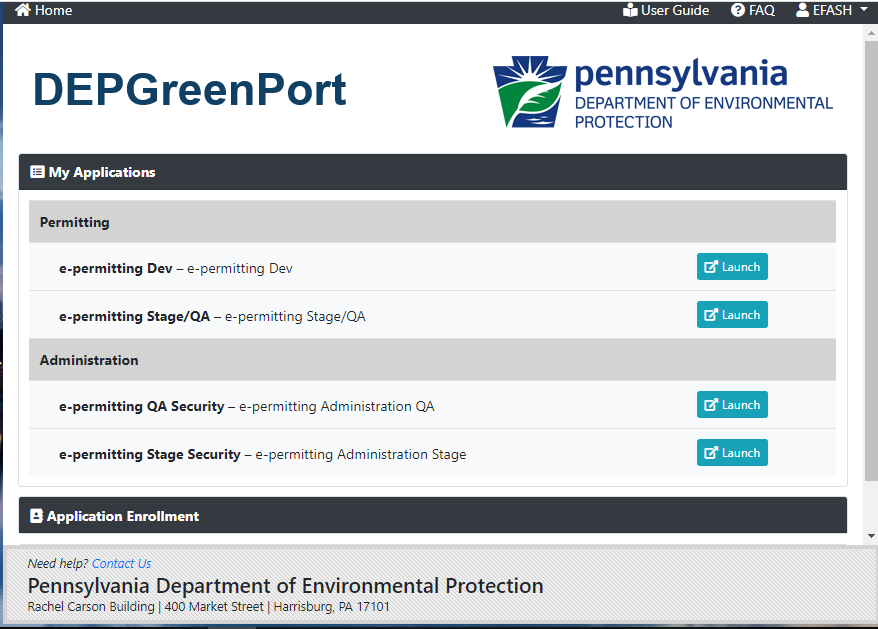 Home
User Guide
FAQ
EFASH
DEPGreenPort
pennsylvania
DEPARTMENT OF ENVIRONMENTAL
PROTECTION
My Applications
Permitting
e-permitting Dev – e-permitting Dev
Launch
e-permitting Stage/QA – e-permitting Stage/QA
Launch
Administration
e-permitting QA Security – e-permitting Administration QA
Launch
e-permitting Stage Security – e-permitting Administration Stage
Launch
Application Enrollment
Need help? Contact Us
Pennsylvania Department of Environmental Protection
Rachel Carson Building | 400 Market Street | Harrisburg, PA 17101